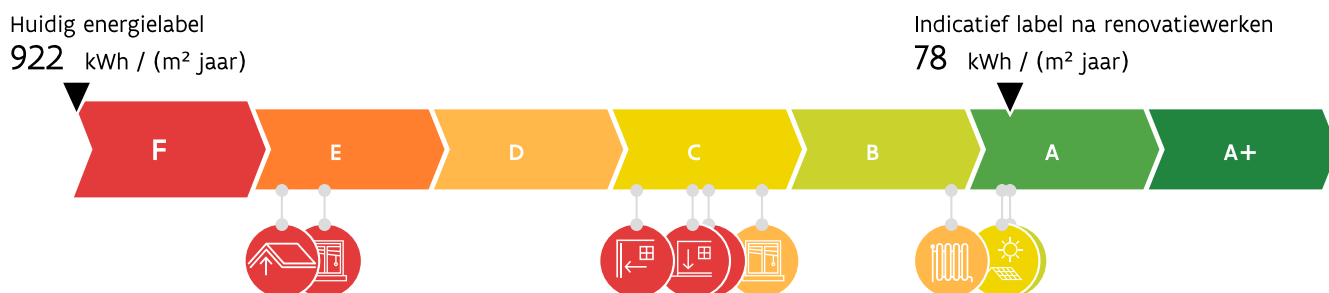 Huidig energielabel
922 kWh / (m² jaar)
Indicatief label na renovatiewerken
78 kWh / (m² jaar)
F E D C B A A+